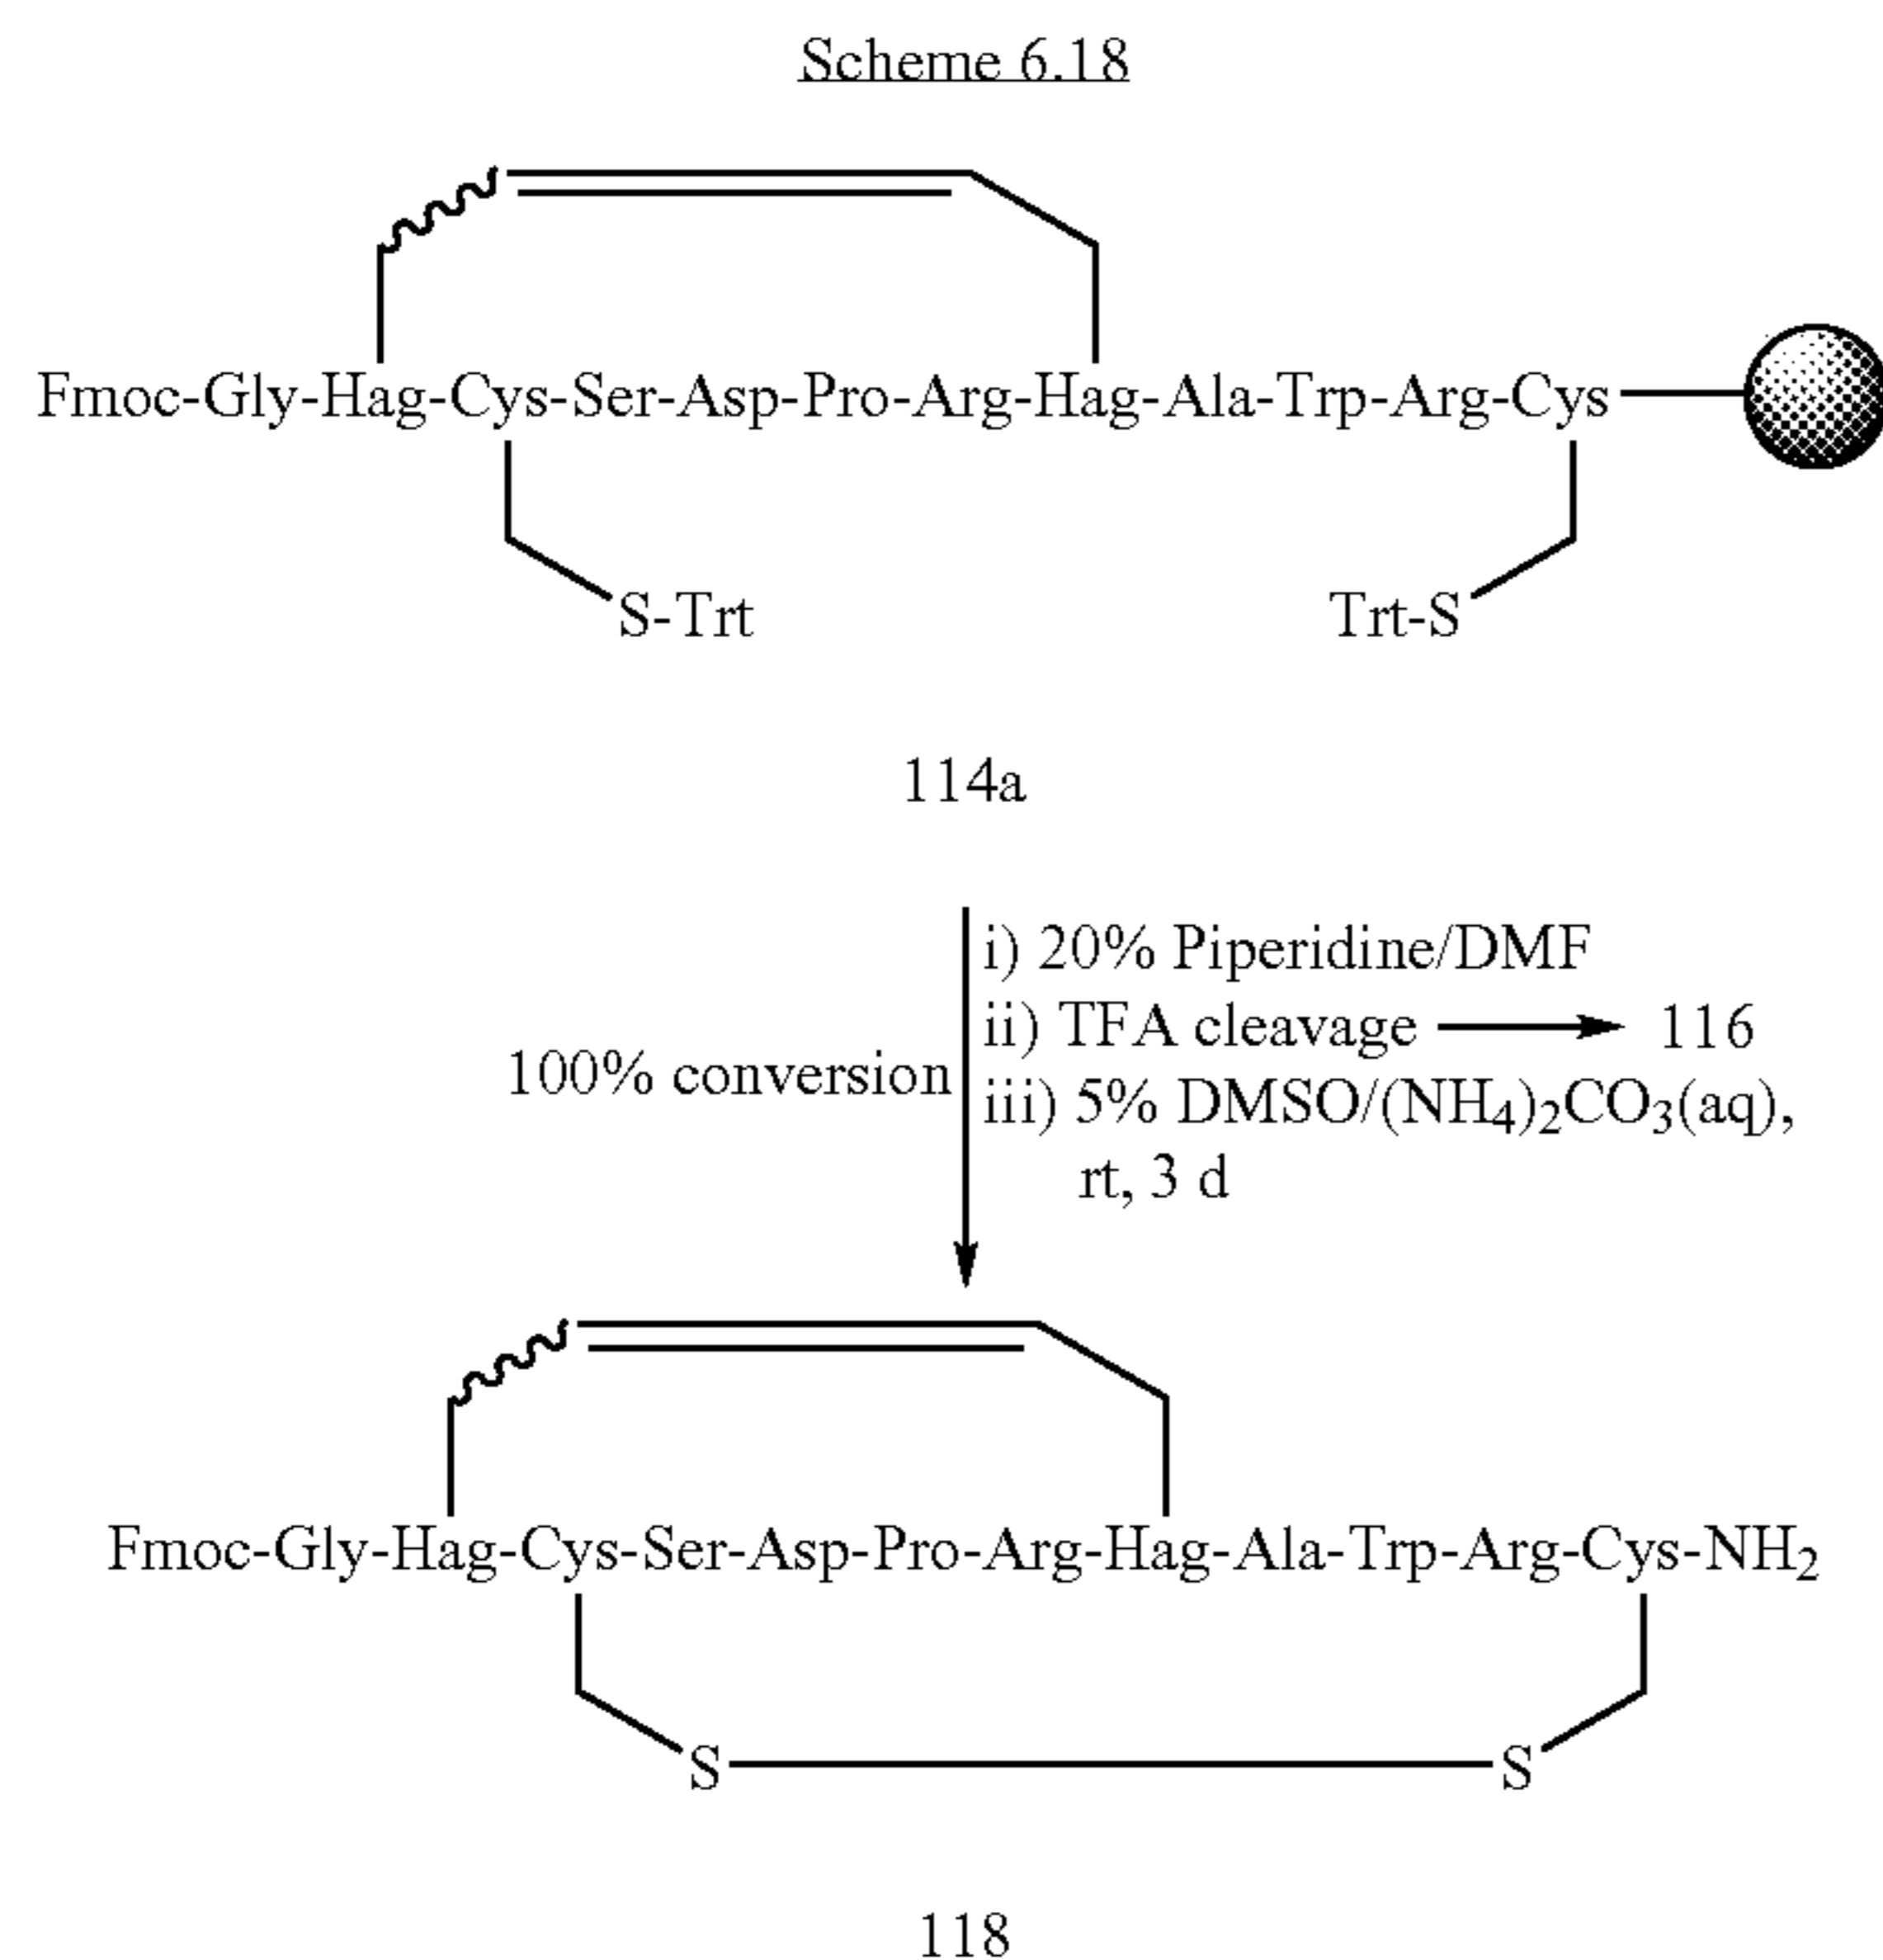 Scheme 6.18
Fmoc-Gly-Hag-Cys-Ser-Asp-Pro-Arg-Hag-Ala-Trp-Arg-Cys
S-Trt
Trt-S
114a
100% conversion
i) 20% Piperidine/DMF
ii) TFA cleavage → 116
iii) 5% DMSO/(NH4)2CO3(aq),
rt, 3 d
Fmoc-Gly-Hag-Cys-Ser-Asp-Pro-Arg-Hag-Ala-Trp-Arg-Cys-NH2
S
S
118